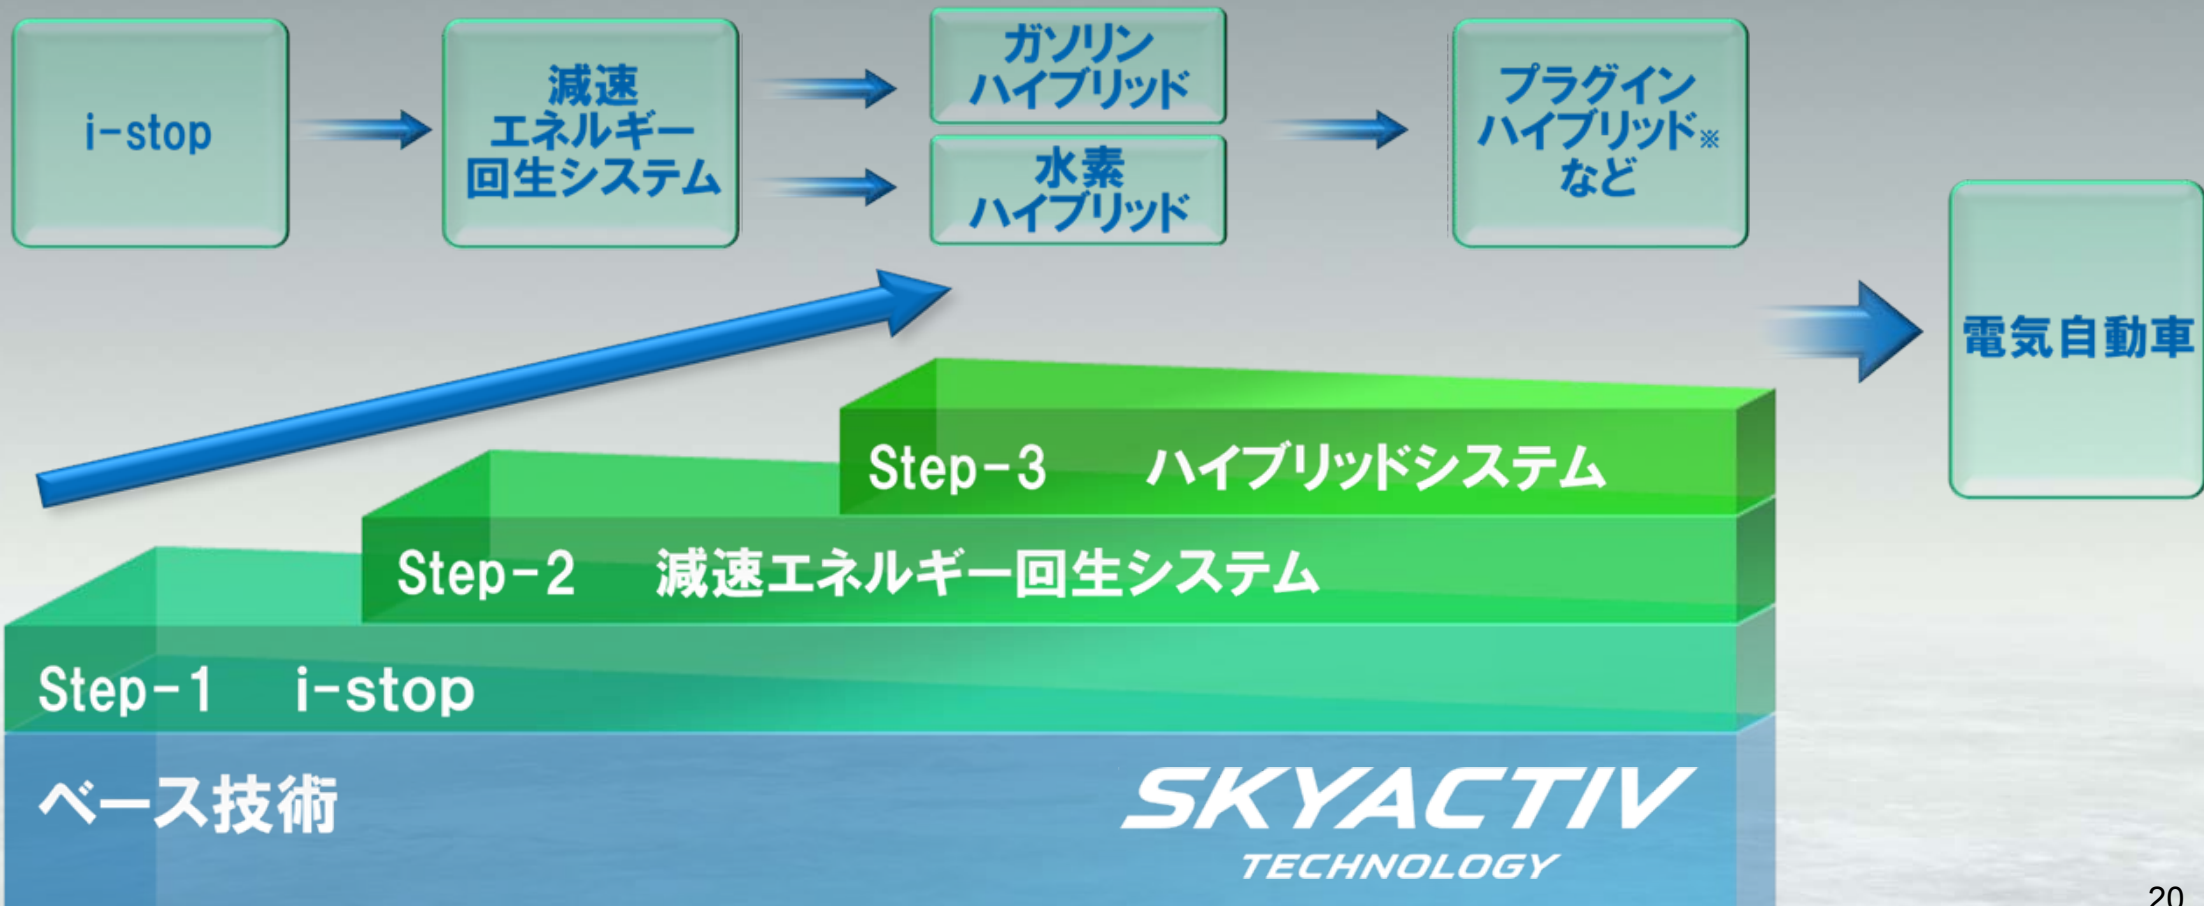 i-stop
減速
エネルギー
回生システム
ガソリン
ハイブリッド
水素
ハイブリッド
プラグイン
ハイブリッド※
など
電気自動車
Step-3 ハイブリッドシステム
Step-2 減速エネルギー回生システム
Step-1 i-stop
ベース技術
SKYACTIV
TECHNOLOGY
20